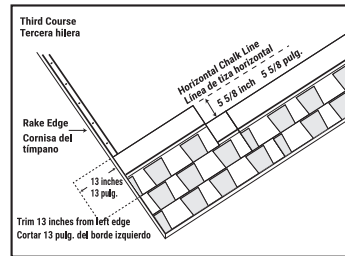 Third Course
Tercera hilera
Horizontal Chalk Line
Línea de tiza horizontal
5 5/8 inch 5 5/8 pulg.
Rake Edge
Cornisa del
tímpano
13 inches
13 pulg.
Trim 13 inches from left edge
Cortar 13 pulg. del borde izquierdo